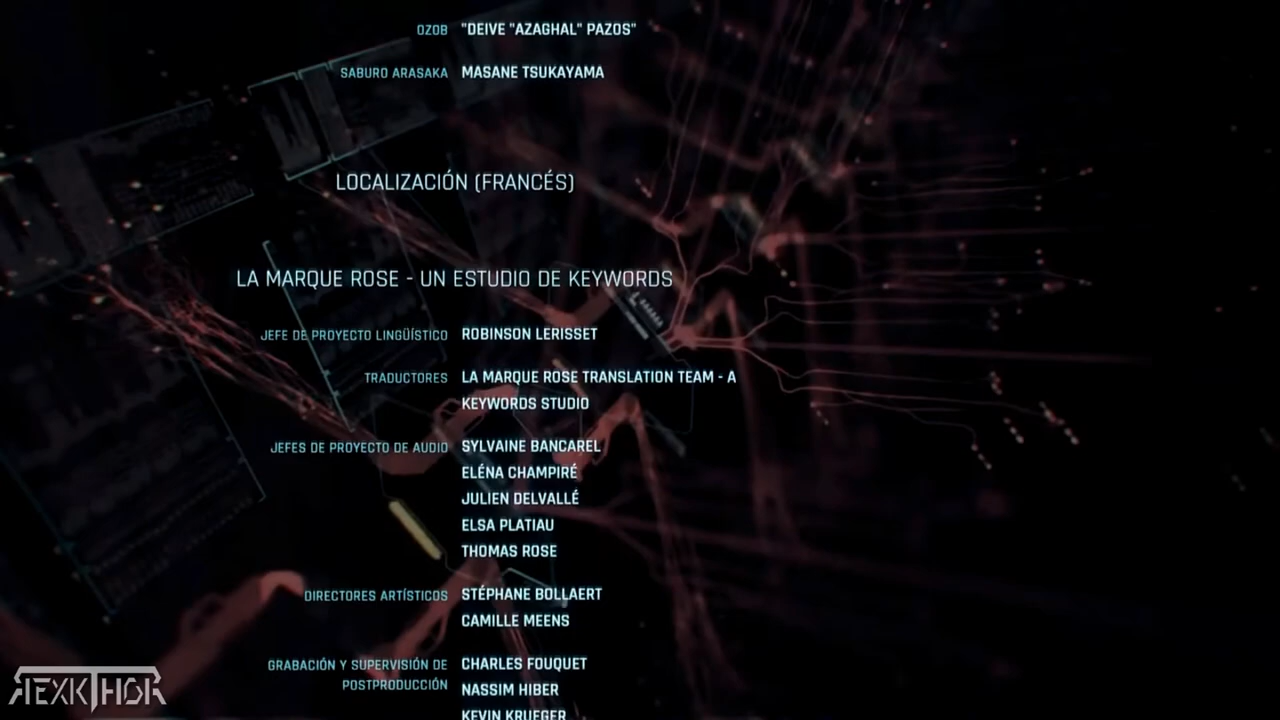 OZOB "DEIVE "AZAGHAL" PAZOS"
SABURO ARASAKA MASANE TSUKAYAMA
LOCALIZACIÓN (FRANCÉS)
LA MARQUE ROSE - UN ESTUDIO DE KEYWORDS
JEFE DE PROYECTO LINGÜÍSTICO ROBINSON LERISSET
TRADUCTORES LA MARQUE ROSE TRANSLATION TEAM - A
KEYWORDS STUDIO
JEFES DE PROYECTO DE AUDIO SYLVAINE BANCAREL
ELÉNA CHAMPIRÉ
JULIEN DELVALLÉ
ELSA PLATIAU
THOMAS ROSE
DIRECTORES ARTÍSTICOS STÉPHANE BOLLAERT
CAMILLE MEENS
GRABACIÓN Y SUPERVISIÓN DE CHARLES FOUQUET
POSTPRODUCCIÓN NASSIM HIBER
KEVIN KRUEGER